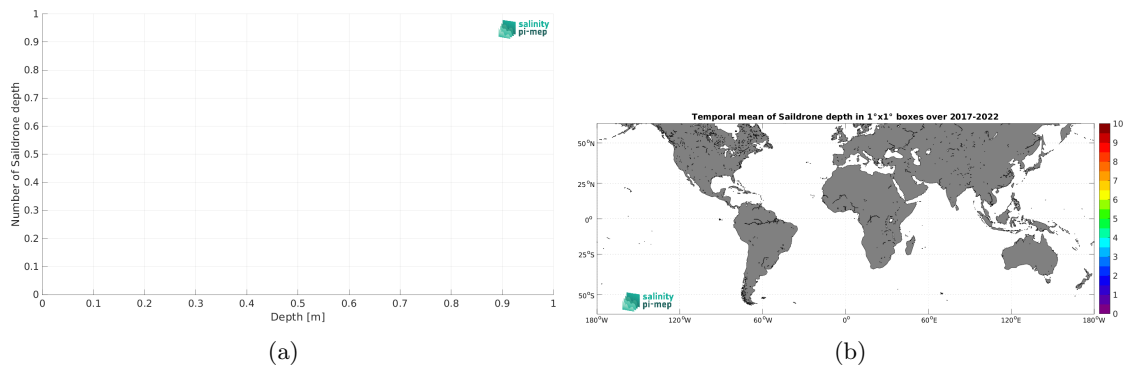 1
0.9
0.8
0.7
0.6
0.5
0.4
0.3
0.2
0.1
0
Number of Saildrone depth
0 0.1 0.2 0.3 0.4 0.5 0.6 0.7 0.8 0.9 1
Depth [m]
salinity
pi-mep
(a)
Temporal mean of Saildrone depth in 1°x1° boxes over 2017-2022
50°N
25°N
0°
25°S
50°S
180°W 120°W 60°W 0° 60°E 120°E 180°W
salinity
pi-mep
10
9
8
7
6
5
4
3
2
1
0
(b)